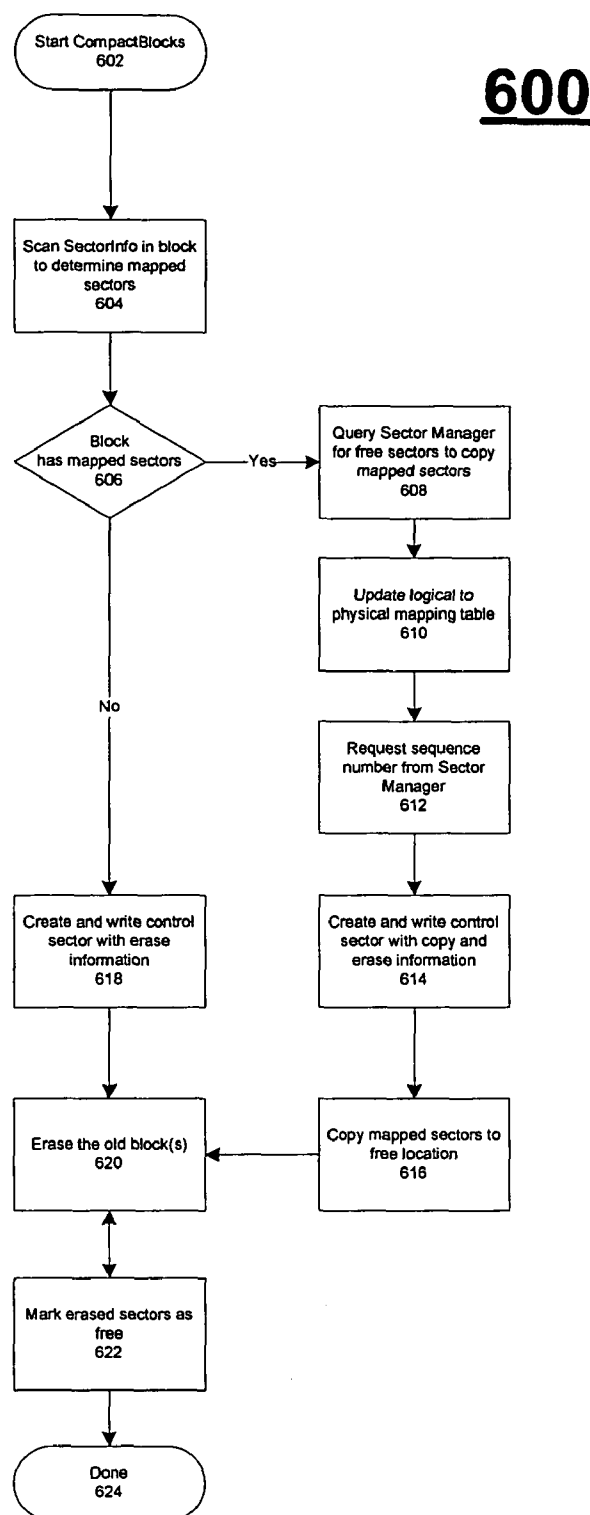 Start CompactBlocks
602
600
Scan SectorInfo in block
to determine mapped
sectors
604
Block
has mapped sectors
606
Yes
Query Sector Manager
for free sectors to copy
mapped sectors
608
Update logical to
physical mapping table
610
No
Request sequence
number from Sector
Manager
612
Create and write control
sector with erase
information
618
Create and write control
sector with copy and
erase information
614
Erase the old block(s)
620
Copy mapped sectors to
free location
616
Mark erased sectors as
free
622
Done
624